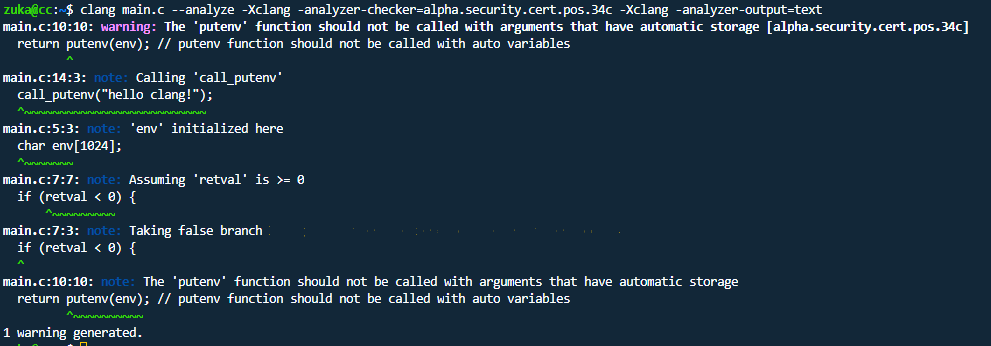 zuka@cc:~$ clang main.c --analyze -Xclang -analyzer-checker=alpha.security.cert.pos.34c -Xclang -analyzer-output=text
main.c:10:10: warning: The 'putenv' function should not be called with arguments that have automatic storage [alpha.security.cert.pos.34c]
  return putenv(env); // putenv function should not be called with auto variables
         ^
main.c:14:3: note: Calling 'call_putenv'
  call_putenv("hello clang!");
  ^~~~~~~~~~~~~~~~~~~~~~~~~~~
main.c:5:3: note: 'env' initialized here
  char env[1024];
  ^~~~~~~~
main.c:7:7: note: Assuming 'retval' is >= 0
  if (retval < 0) {
      ^~~~~~~~~~
main.c:7:3: note: Taking false branch
  if (retval < 0) {
  ^
main.c:10:10: note: The 'putenv' function should not be called with arguments that have automatic storage
  return putenv(env); // putenv function should not be called with auto variables
         ^~~~~~~~~~~
1 warning generated.